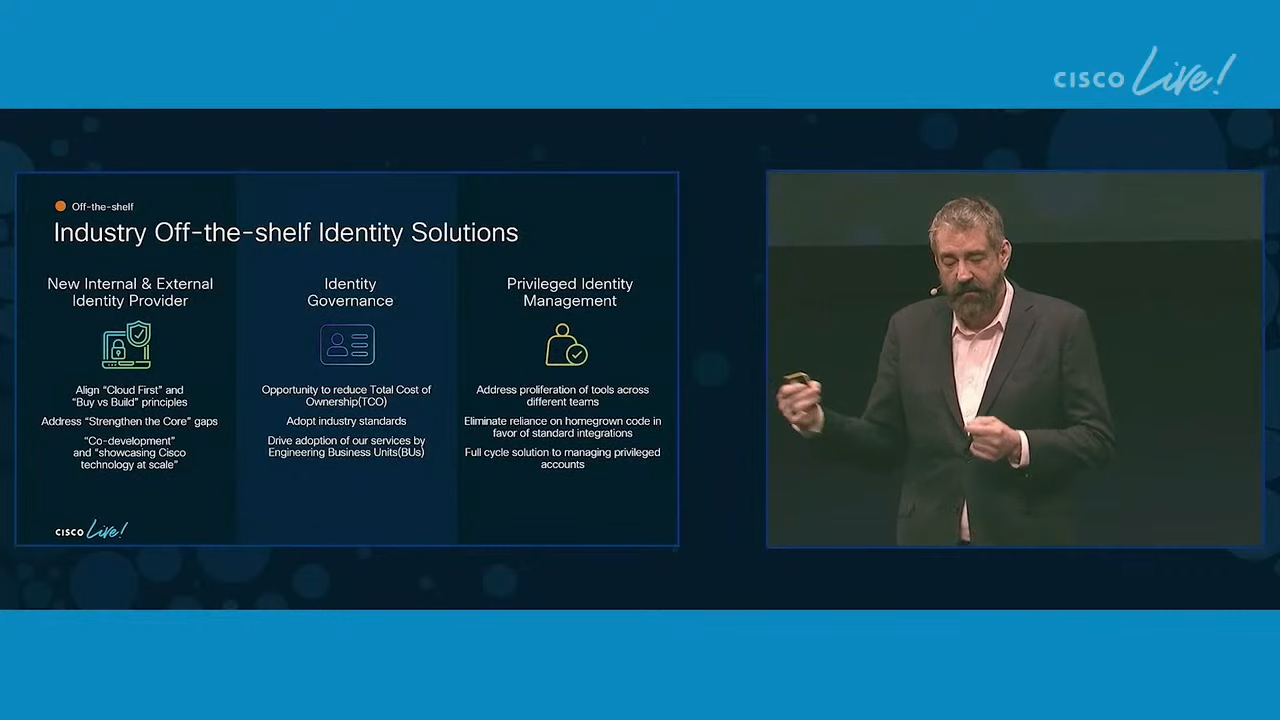 CISCO Live!
Off-the-shelf
Industry Off-the-shelf Identity Solutions
New Internal & External
Identity Provider
Align “Cloud First” and
“Buy vs Build” principles
Address “Strengthen the Core” gaps
“Co-development”
and “showcasing Cisco
technology at scale”
Identity
Governance
Opportunity to reduce Total Cost of
Ownership(TCO)
Adopt industry standards
Drive adoption of our services by
Engineering Business Units(BUs)
Privileged Identity
Management
Address proliferation of tools across
different teams
Eliminate reliance on homegrown code in
favor of standard integrations
Full cycle solution to managing privileged
accounts
CISCO Live!